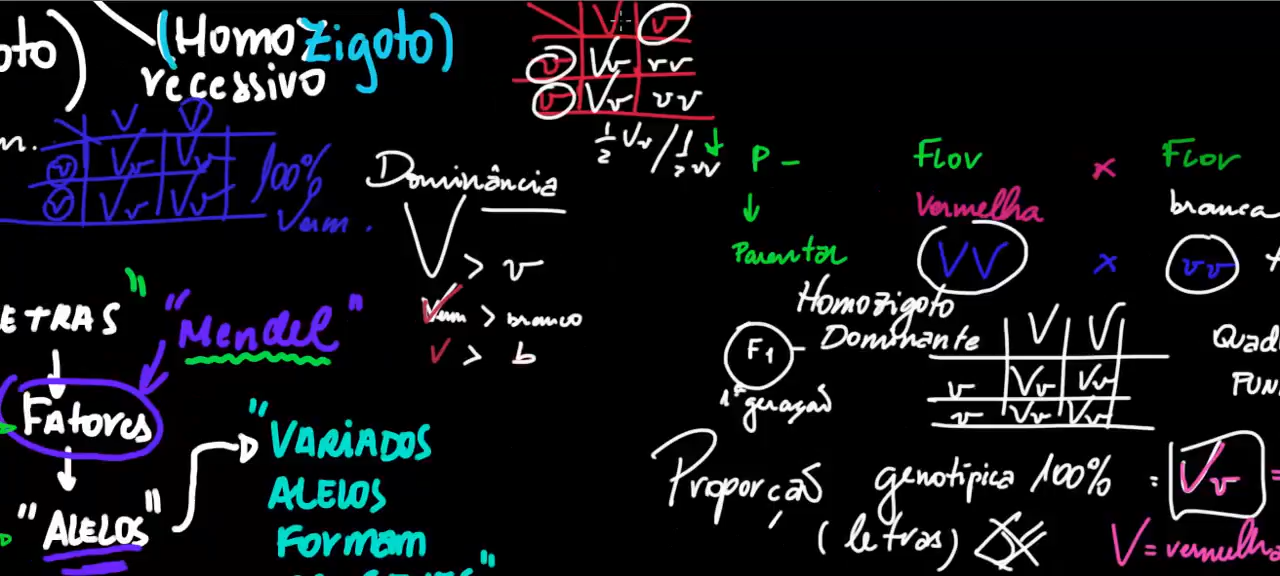 oto)
(Homozigoto)
recessivo
V v
v Vv vv
v Vv vv
1/2 Vv / 1/2 vv
m.
V V
v Vv Vv
v Vv Vv
100%
Verm.
Dominância
V > v
Verm > branco
V > b
P - Flor x Flor
vermelha branca
Parental VV x vv
Homozigoto
Dominante
F1 -
1ª geração
V V
v Vv Vv
v Vv Vv
Quad
FUN
ETRAS"
"Mendel"
Fatores
"ALELOS"
"VARIADOS
ALELOS
Formam
Proporção genotípica 100% = Vv =
(letras)
V = vermelha